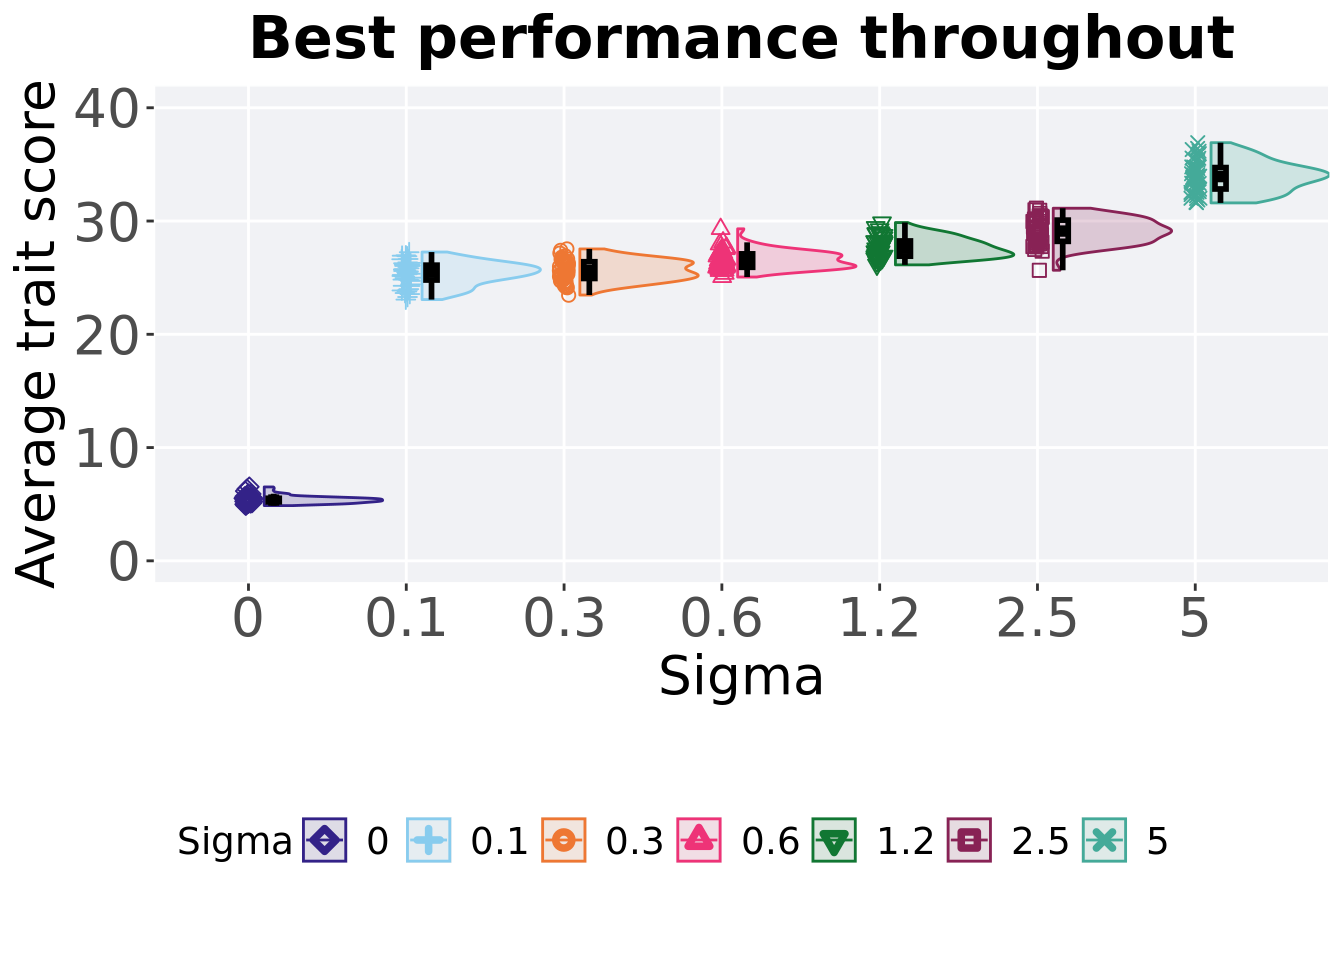 Best performance throughout
Average trait score
40
30
20
10
0
0 0.1 0.3 0.6 1.2 2.5 5
Sigma
Sigma 0 0.1 0.3 0.6 1.2 2.5 5